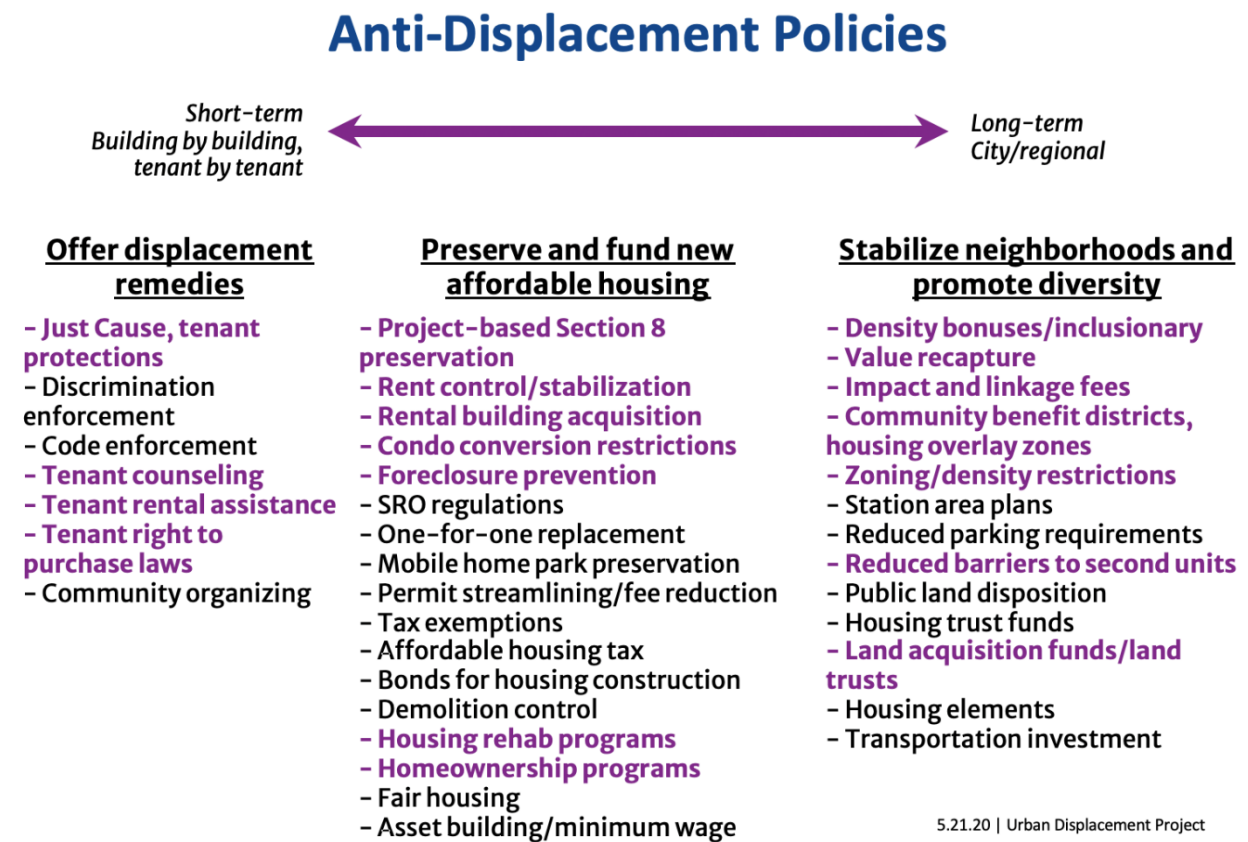 Anti-Displacement Policies
Short-term
Building by building,
tenant by tenant
Long-term
City/regional
Offer displacement
remedies
– Just Cause, tenant
protections
– Discrimination
enforcement
– Code enforcement
– Tenant counseling
– Tenant rental assistance
– Tenant right to
purchase laws
– Community organizing
Preserve and fund new
affordable housing
– Project-based Section 8
preservation
– Rent control/stabilization
– Rental building acquisition
– Condo conversion restrictions
– Foreclosure prevention
– SRO regulations
– One-for-one replacement
– Mobile home park preservation
– Permit streamlining/fee reduction
– Tax exemptions
– Affordable housing tax
– Bonds for housing construction
– Demolition control
– Housing rehab programs
– Homeownership programs
– Fair housing
– Asset building/minimum wage
Stabilize neighborhoods and
promote diversity
– Density bonuses/inclusionary
– Value recapture
– Impact and linkage fees
– Community benefit districts,
housing overlay zones
– Zoning/density restrictions
– Station area plans
– Reduced parking requirements
– Reduced barriers to second units
– Public land disposition
– Housing trust funds
– Land acquisition funds/land
trusts
– Housing elements
– Transportation investment
5.21.20 | Urban Displacement Project